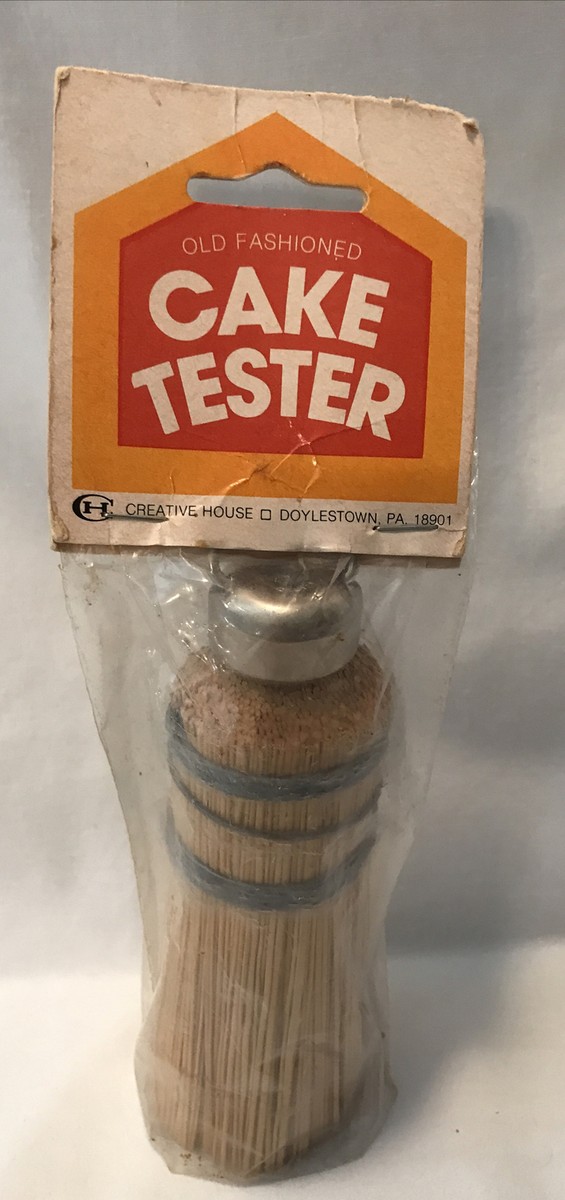 OLD FASHIONED
CAKE
TESTER
CH CREATIVE HOUSE □ DOYLESTOWN, PA. 18901